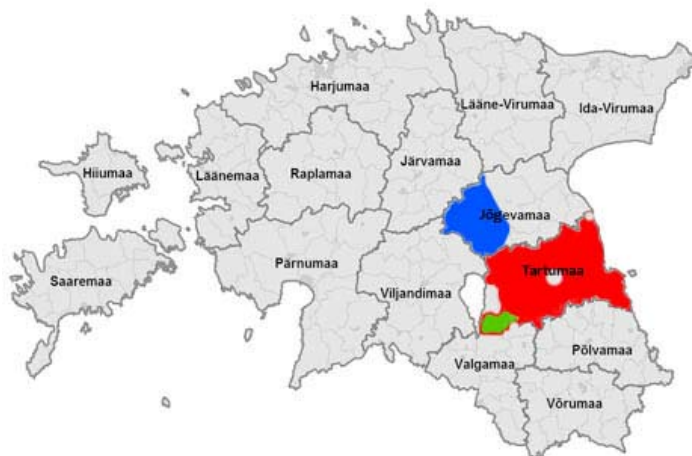 Harjumaa
Lääne-Virumaa
Ida-Virumaa
Hiiumaa
Läänemaa
Raplamaa
Järvamaa
Jõgevamaa
Saaremaa
Pärnumaa
Viljandimaa
Tartumaa
Valgamaa
Põlvamaa
Võrumaa